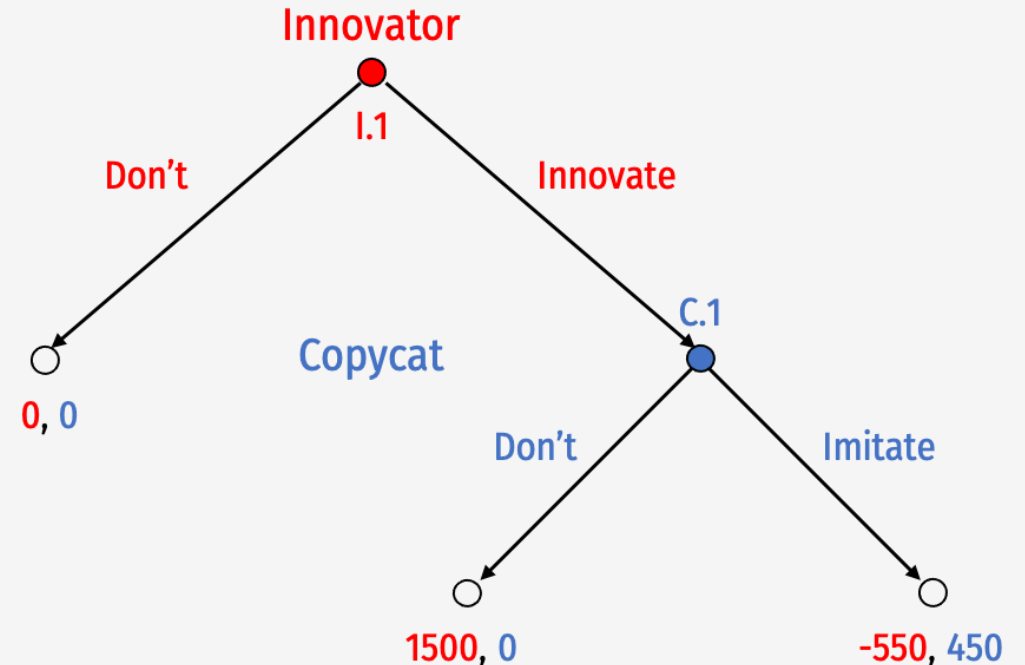 Innovator
I.1
Don't
Innovate
C.1
Copycat
0, 0
Don't
Imitate
1500, 0
-550, 450